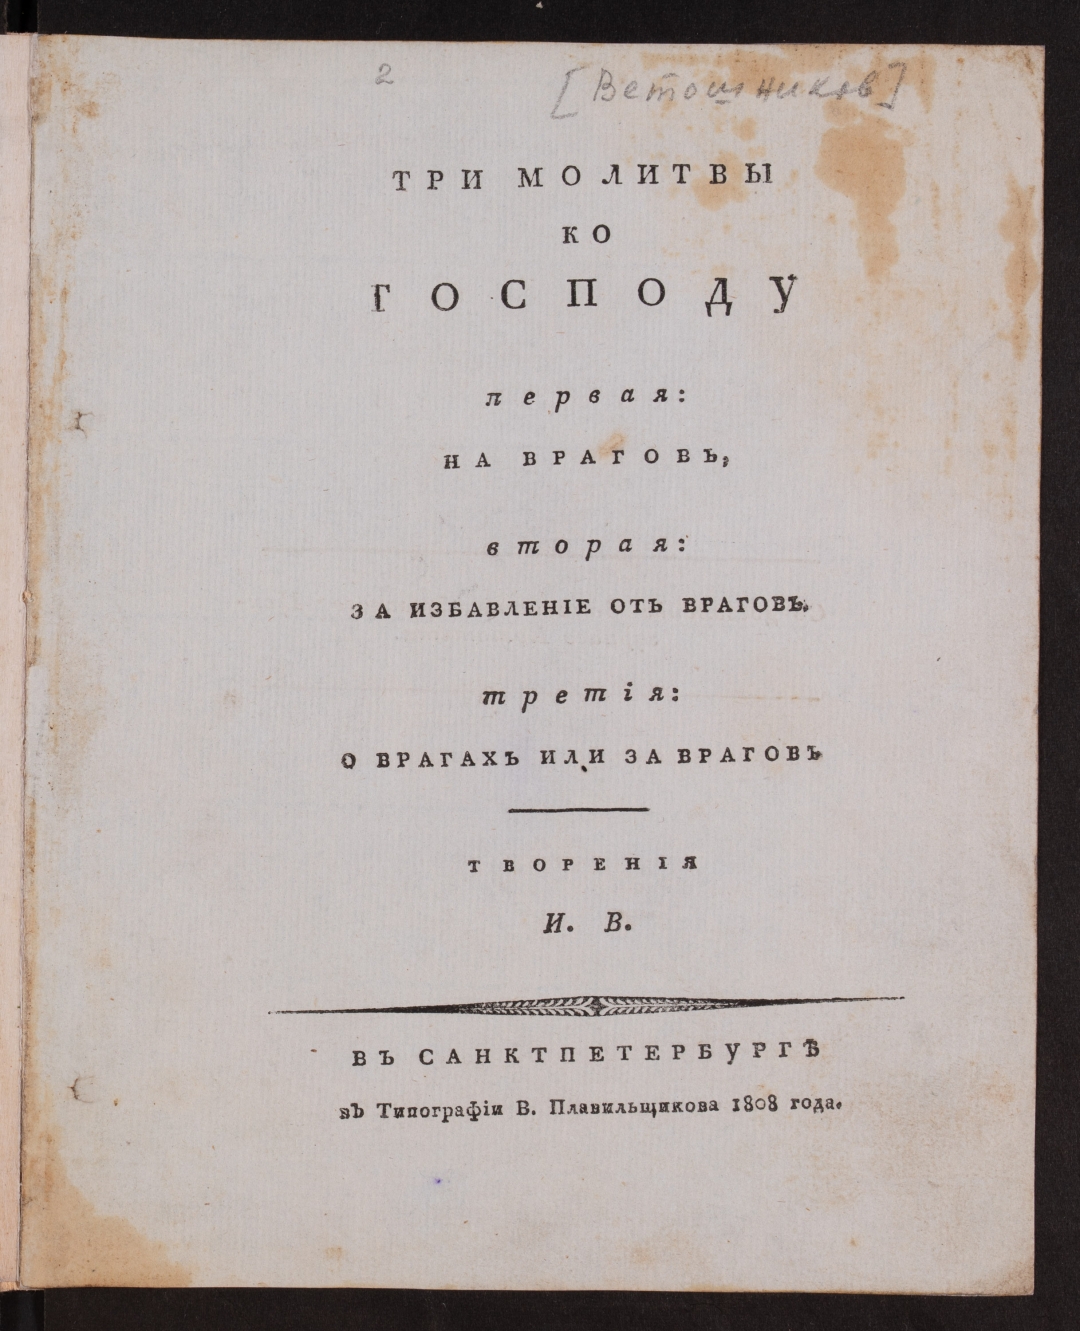 2
[Ветошников]
ТРИ МОЛИТВЫ
КО
ГОСПОДУ
первая:
НА ВРАГОВЪ,
вторая:
ЗА ИЗБАВЛЕНІЕ ОТЪ ВРАГОВЪ.
третія:
О ВРАГАХЪ ИЛИ ЗА ВРАГОВЪ
ТВОРЕНІЯ
И. В.
ВЪ САНКТПЕТЕРБУРГѢ
въ Типографіи В. Плавильщикова 1808 года.